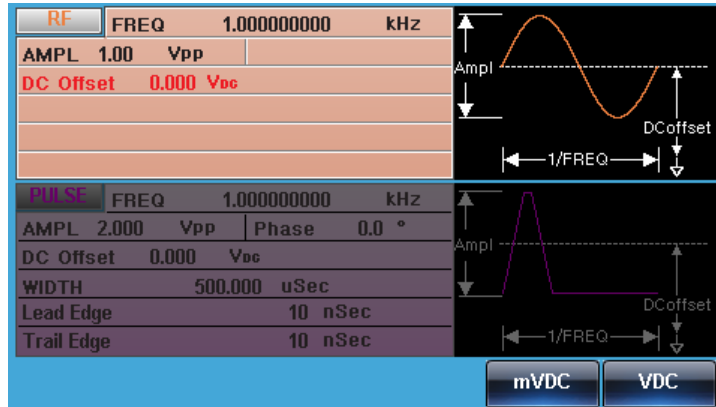 RF FREQ 1.000000000 kHz
AMPL 1.00 Vpp
DC Offset 0.000 VDC
Ampl
DCoffset
1/FREQ
PULSE FREQ 1.000000000 kHz
AMPL 2.000 Vpp Phase 0.0 °
DC Offset 0.000 VDC
WIDTH 500.000 uSec
Lead Edge 10 nSec
Trail Edge 10 nSec
Ampl
DCoffset
1/FREQ
mVDC VDC